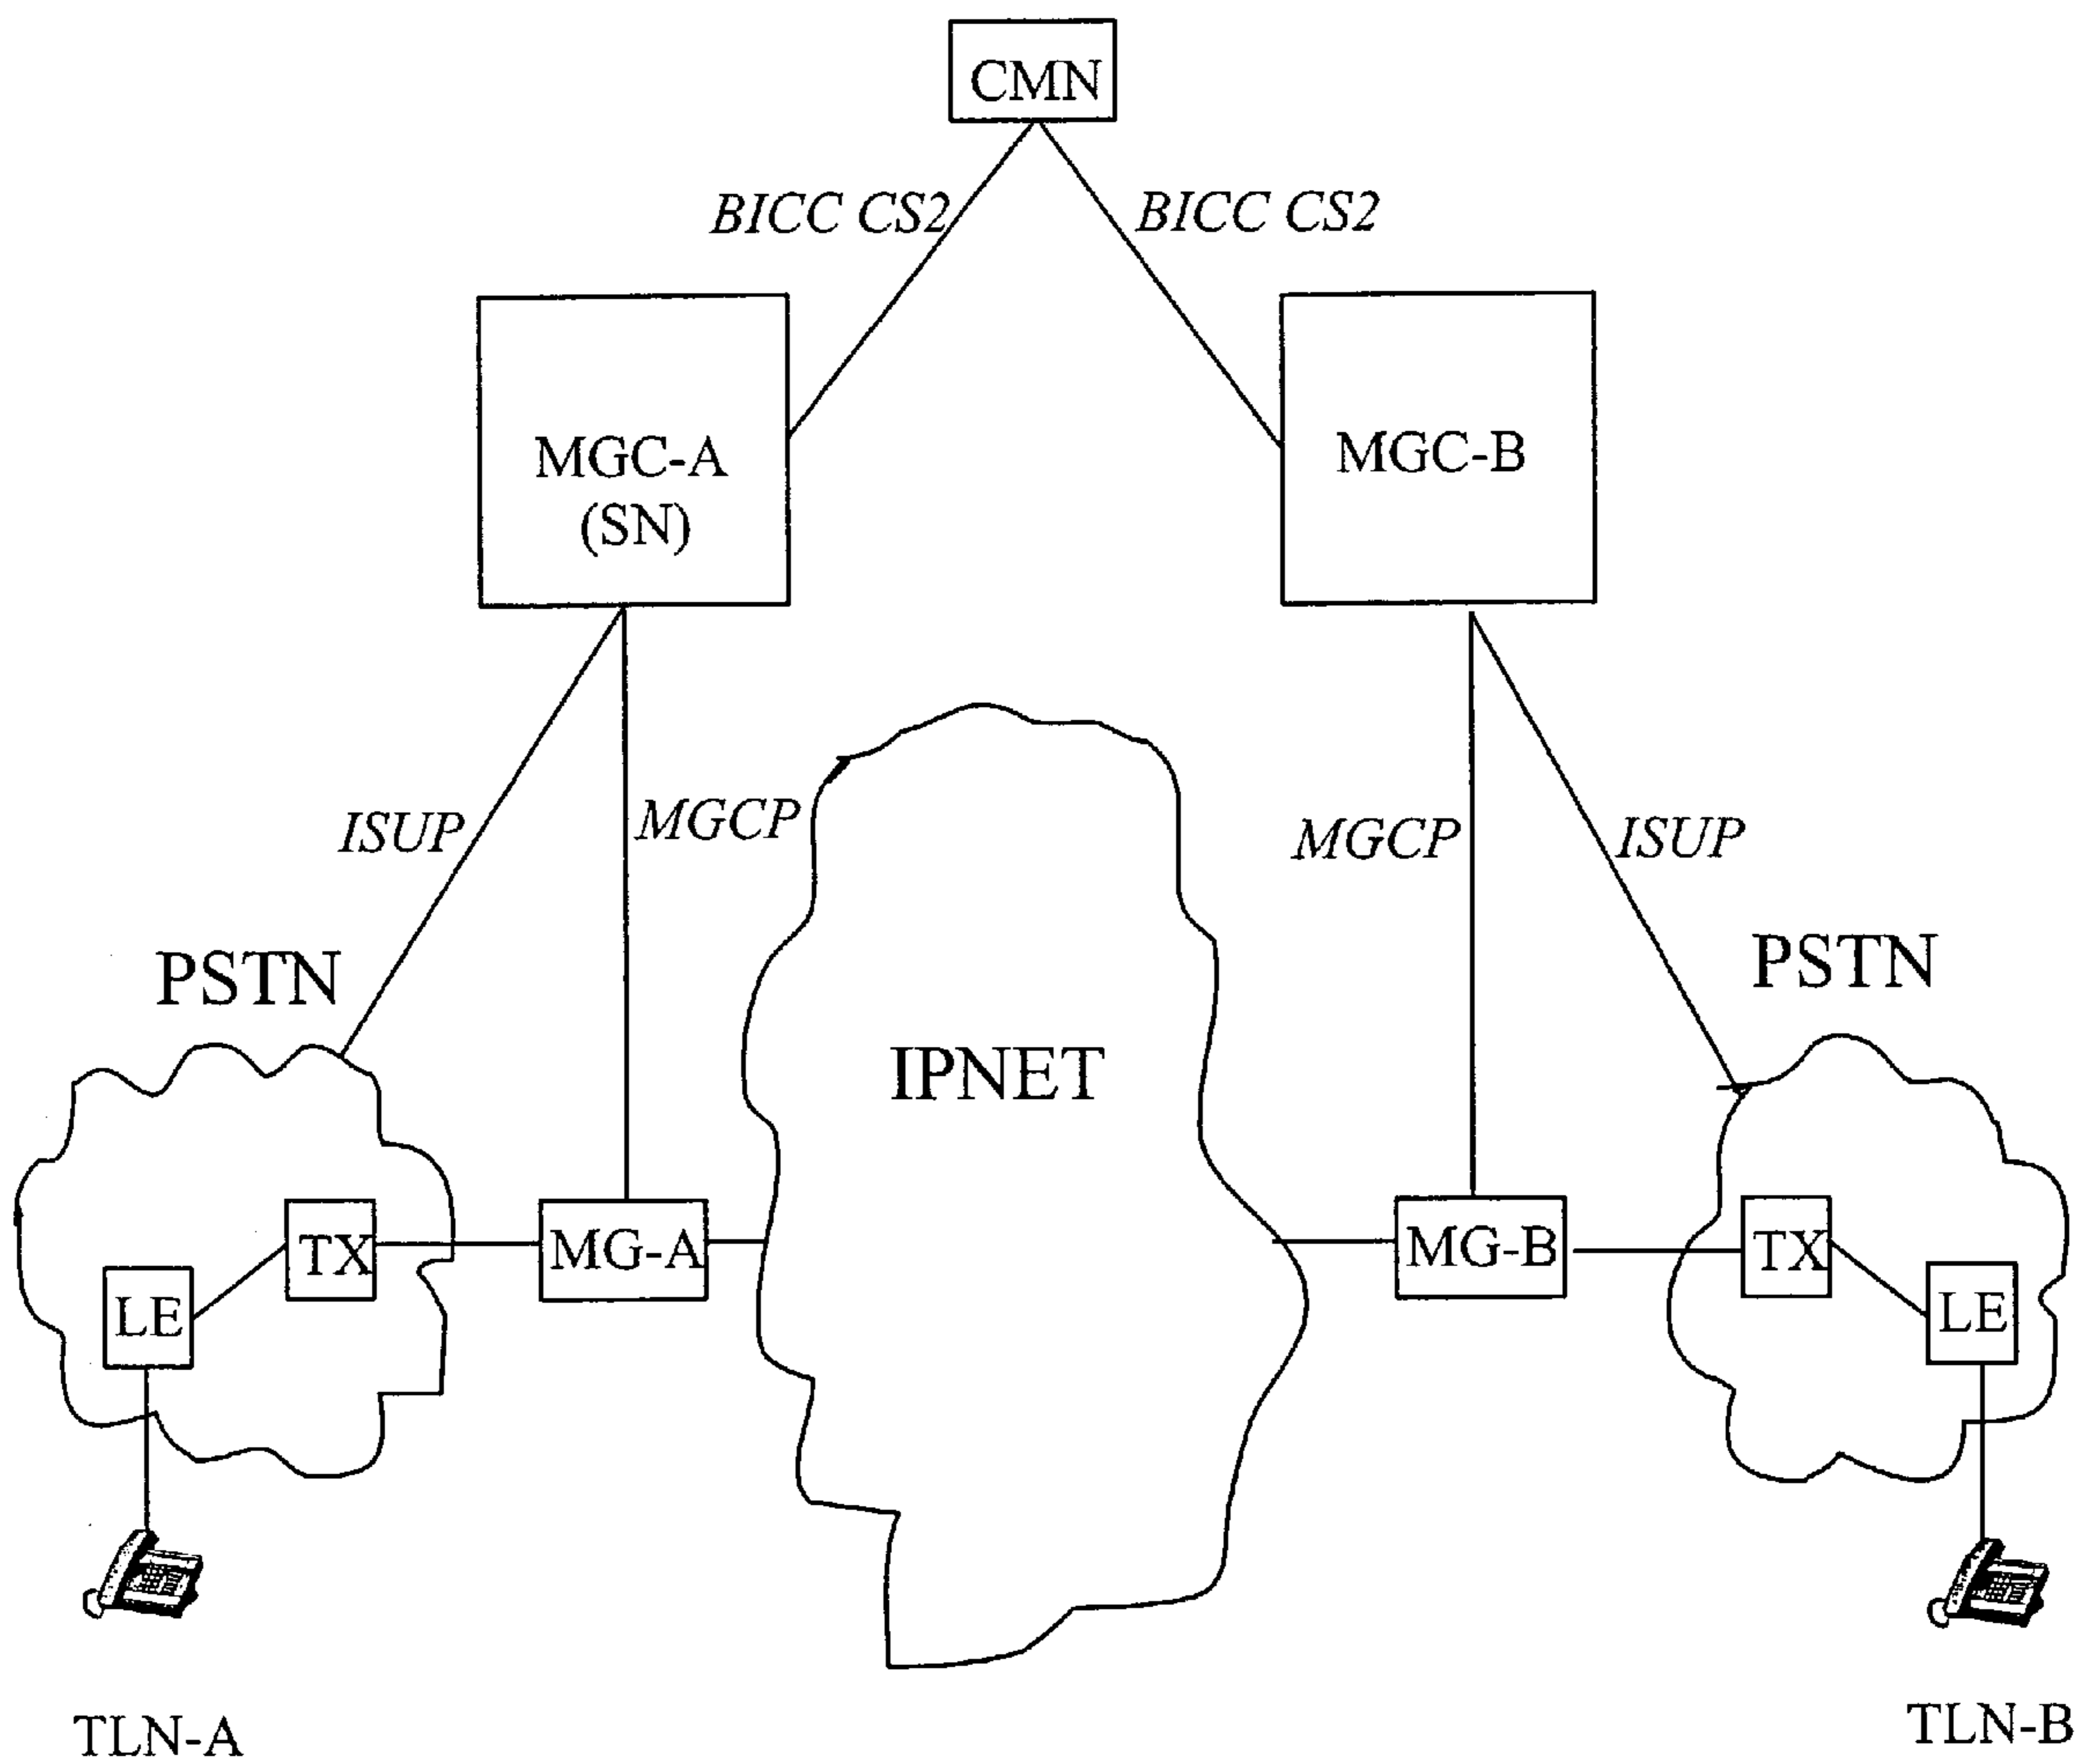 CMN
BICC CS2
BICC CS2
MGC-A
(SN)
MGC-B
ISUP
MGCP
MGCP
ISUP
PSTN
PSTN
IPNET
TX
MG-A
MG-B
TX
LE
LE
TLN-A
TLN-B